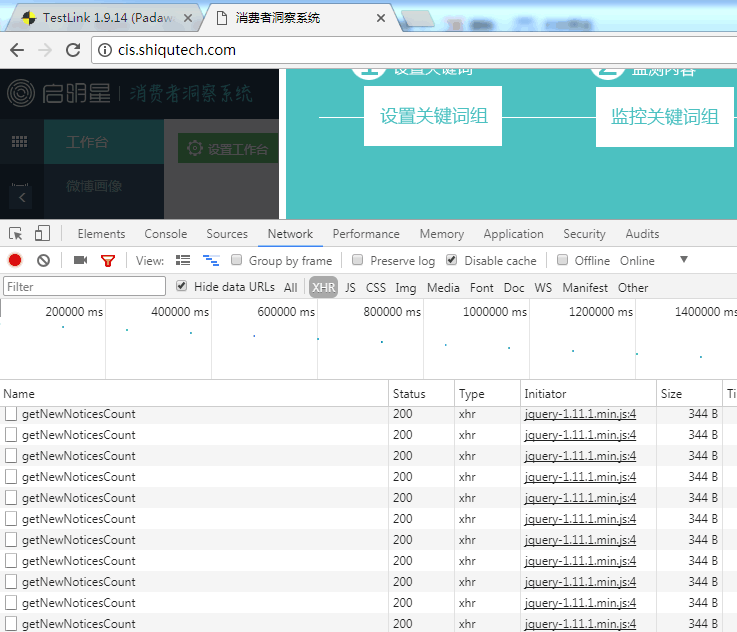 TestLink 1.9.14 (Padaw
消费者洞察系统
cis.shiqutech.com
启明星 | 消费者洞察系统
设置关键词
监测内容
设置关键词组
监控关键词组
工作台
设置工作台
微博画像
Elements Console Sources Network Performance Memory Application Security Audits
View: Group by frame Preserve log Disable cache Offline Online
Filter Hide data URLs All XHR JS CSS Img Media Font Doc WS Manifest Other
200000 ms 400000 ms 600000 ms 800000 ms 1000000 ms 1200000 ms 1400000 ms
Name Status Type Initiator Size Ti
getNewNoticesCount 200 xhr jquery-1.11.1.min.js:4 344 B
getNewNoticesCount 200 xhr jquery-1.11.1.min.js:4 344 B
getNewNoticesCount 200 xhr jquery-1.11.1.min.js:4 344 B
getNewNoticesCount 200 xhr jquery-1.11.1.min.js:4 344 B
getNewNoticesCount 200 xhr jquery-1.11.1.min.js:4 344 B
getNewNoticesCount 200 xhr jquery-1.11.1.min.js:4 344 B
getNewNoticesCount 200 xhr jquery-1.11.1.min.js:4 344 B
getNewNoticesCount 200 xhr jquery-1.11.1.min.js:4 344 B
getNewNoticesCount 200 xhr jquery-1.11.1.min.js:4 344 B
getNewNoticesCount 200 xhr jquery-1.11.1.min.js:4 344 B
getNewNoticesCount 200 xhr jquery-1.11.1.min.js:4 344 B